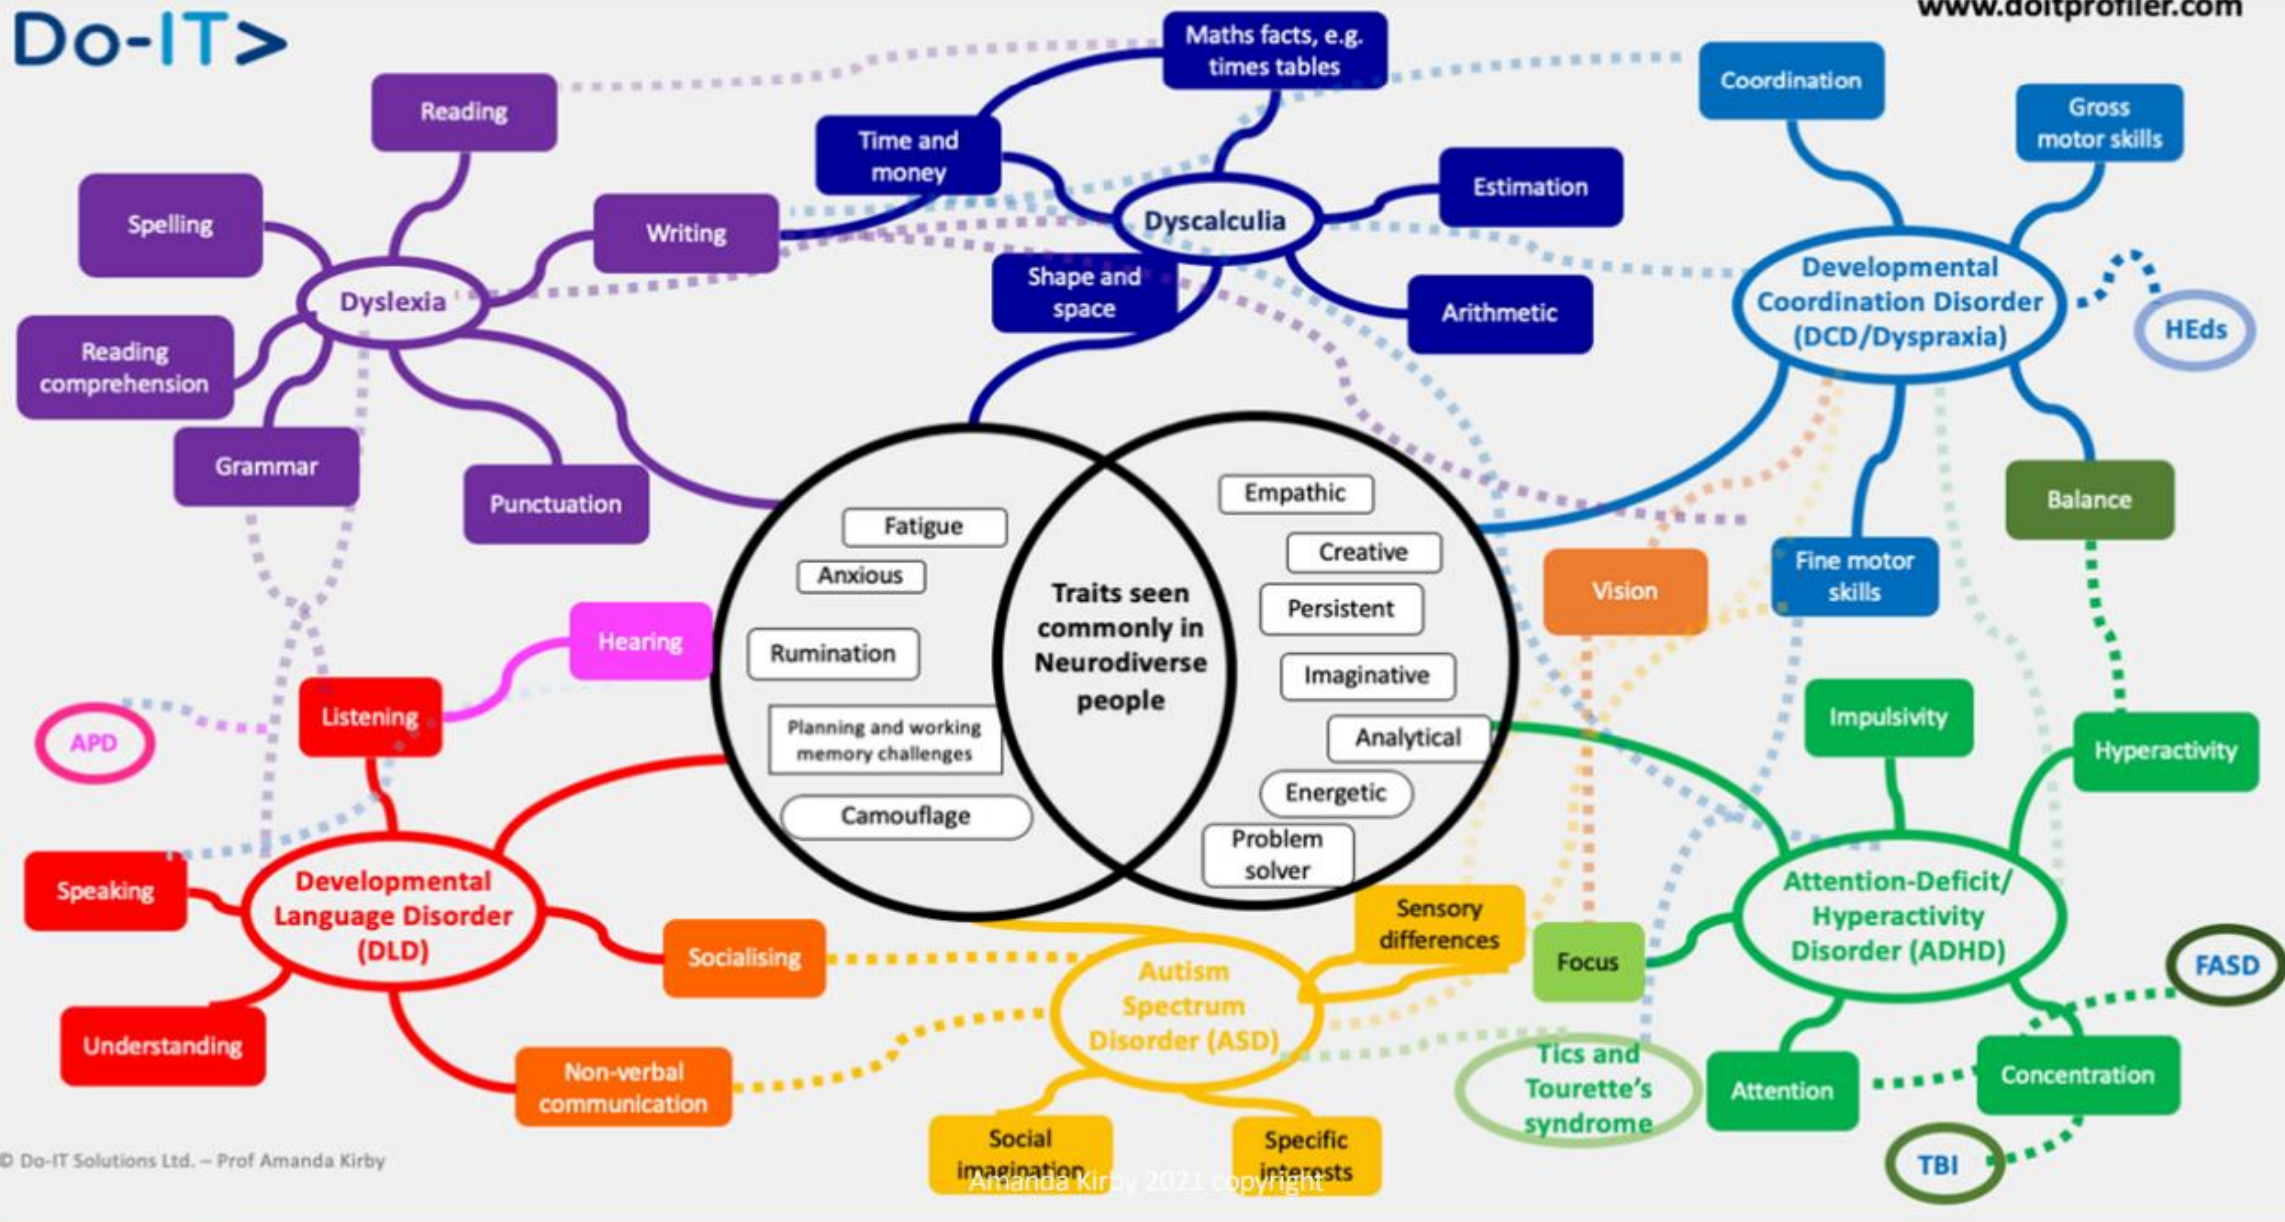 Do-IT>
www.doitprofiler.com
Maths facts, e.g.
times tables
Coordination
Reading
Gross
motor skills
Time and
money
Estimation
Spelling
Writing
Dyscalculia
Developmental
Coordination Disorder
(DCD/Dyspraxia)
Shape and
space
Dyslexia
Arithmetic
HEds
Reading
comprehension
Grammar
Punctuation
Balance
Fatigue
Anxious
Rumination
Planning and working
memory challenges
Camouflage
Traits seen
commonly in
Neurodiverse
people
Empathic
Creative
Persistent
Imaginative
Analytical
Energetic
Problem
solver
Vision
Fine motor
skills
Hearing
Listening
APD
Impulsivity
Hyperactivity
Speaking
Developmental
Language Disorder
(DLD)
Socialising
Understanding
Non-verbal
communication
Sensory
differences
Autism
Spectrum
Disorder (ASD)
Focus
Attention-Deficit/
Hyperactivity
Disorder (ADHD)
FASD
Tics and
Tourette's
syndrome
Attention
Concentration
TBI
Social
imagination
Specific
interests
© Do-IT Solutions Ltd. – Prof Amanda Kirby
Amanda Kirby 2021 copyright